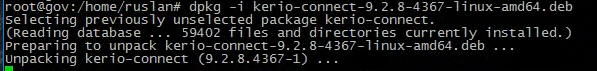 root@gov:/home/ruslan# dpkg -i kerio-connect-9.2.8-4367-linux-amd64.deb
Selecting previously unselected package kerio-connect.
(Reading database ... 59402 files and directories currently installed.)
Preparing to unpack kerio-connect-9.2.8-4367-linux-amd64.deb ...
Unpacking kerio-connect (9.2.8.4367-1) ...